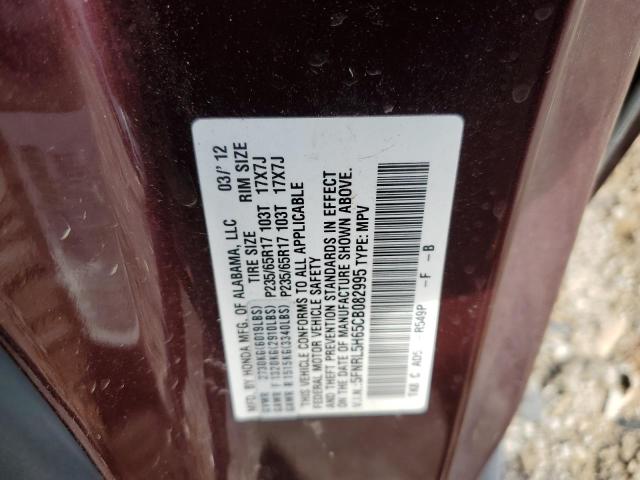 MFD. BY HONDA MFG. OF ALABAMA, LLC 03/'12
TIRE SIZE RIM SIZE
GVWR 2730KG(6019LBS)
GAWR F 1320KG(2910LBS) P235/65R17 103T 17X7J
GAWR R 1515KG(3340LBS) P235/65R17 103T 17X7J
THIS VEHICLE CONFORMS TO ALL APPLICABLE
FEDERAL MOTOR VEHICLE SAFETY
AND THEFT PREVENTION STANDARDS IN EFFECT
ON THE DATE OF MANUFACTURE SHOWN ABOVE.
V.I.N.:5FNRL5H65CB082995 TYPE: MPV
TK8 C AD5 R549P -F -B